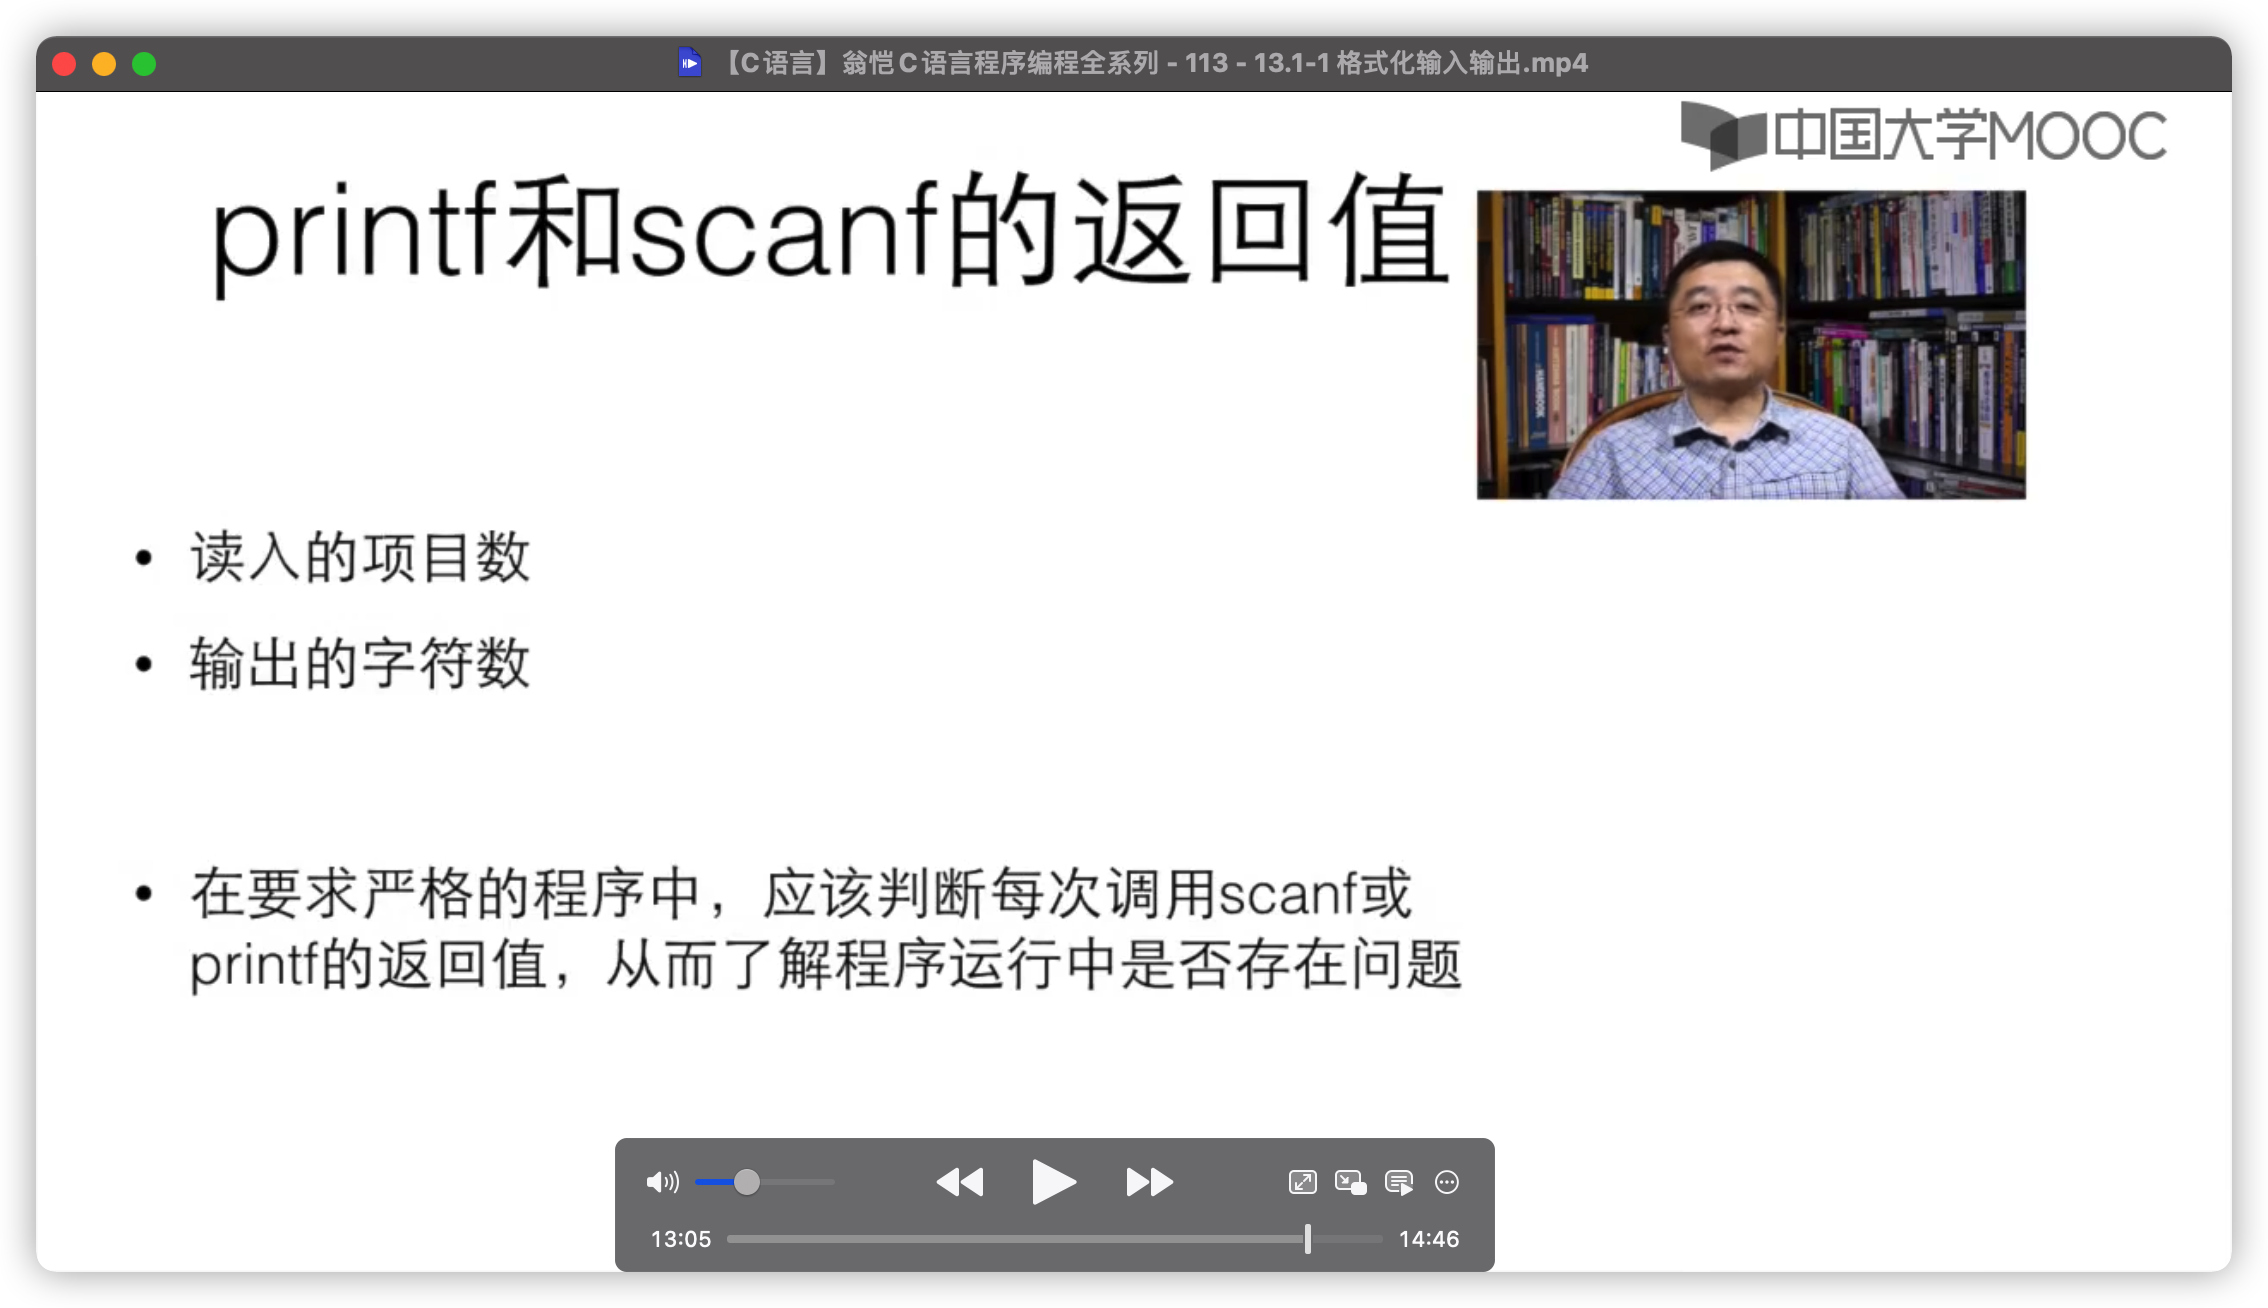 【C语言】翁恺C语言程序编程全系列 - 113 - 13.1-1 格式化输入输出.mp4
中国大学MOOC
printf和scanf的返回值
HANDBOOK
• 读入的项目数
• 输出的字符数
• 在要求严格的程序中，应该判断每次调用scanf或
printf的返回值，从而了解程序运行中是否存在问题
13:05
14:46